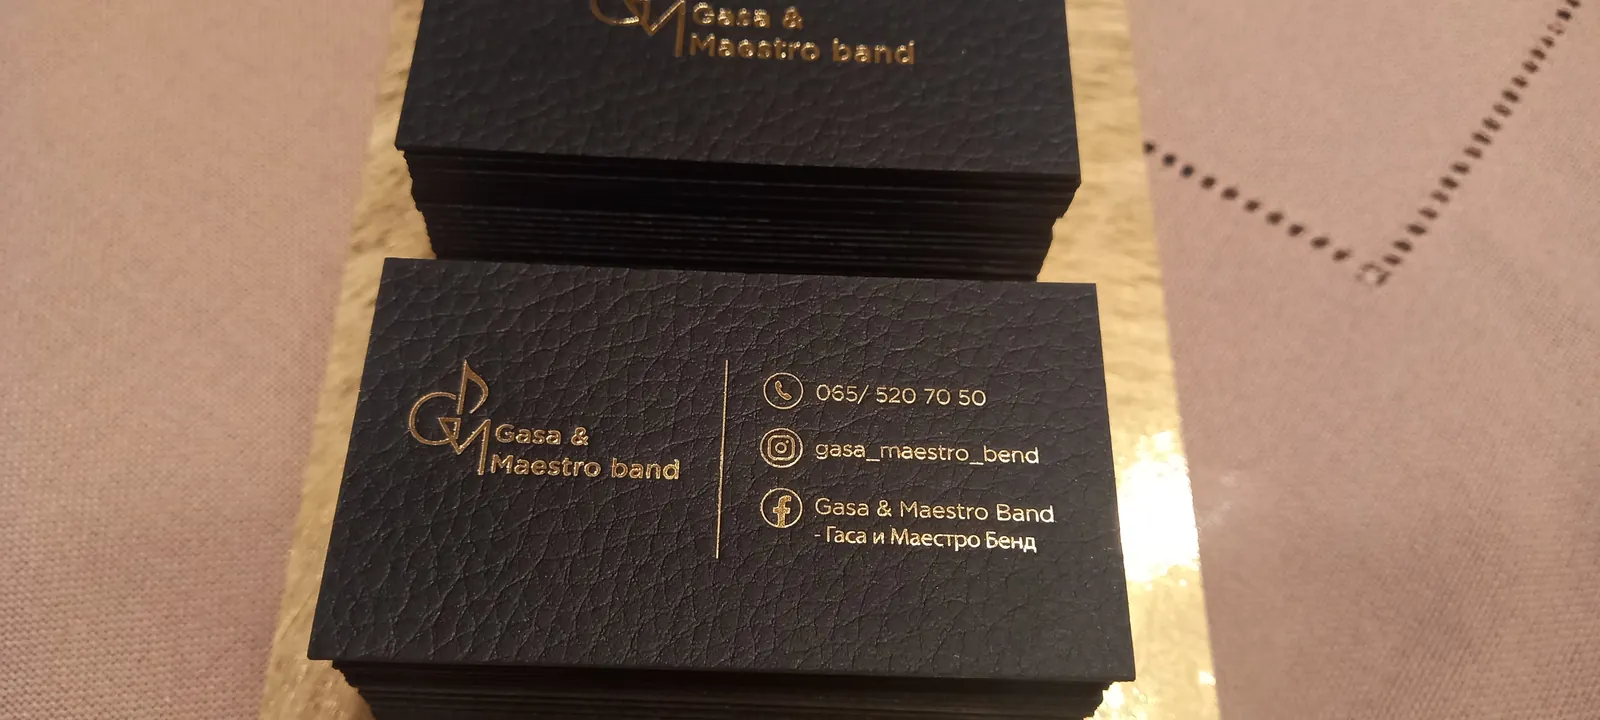 Gasa &
Maestro band
Gasa &
Maestro band
065/ 520 70 50
gasa_maestro_bend
Gasa & Maestro Band
- Гаса и Маестро Бенд